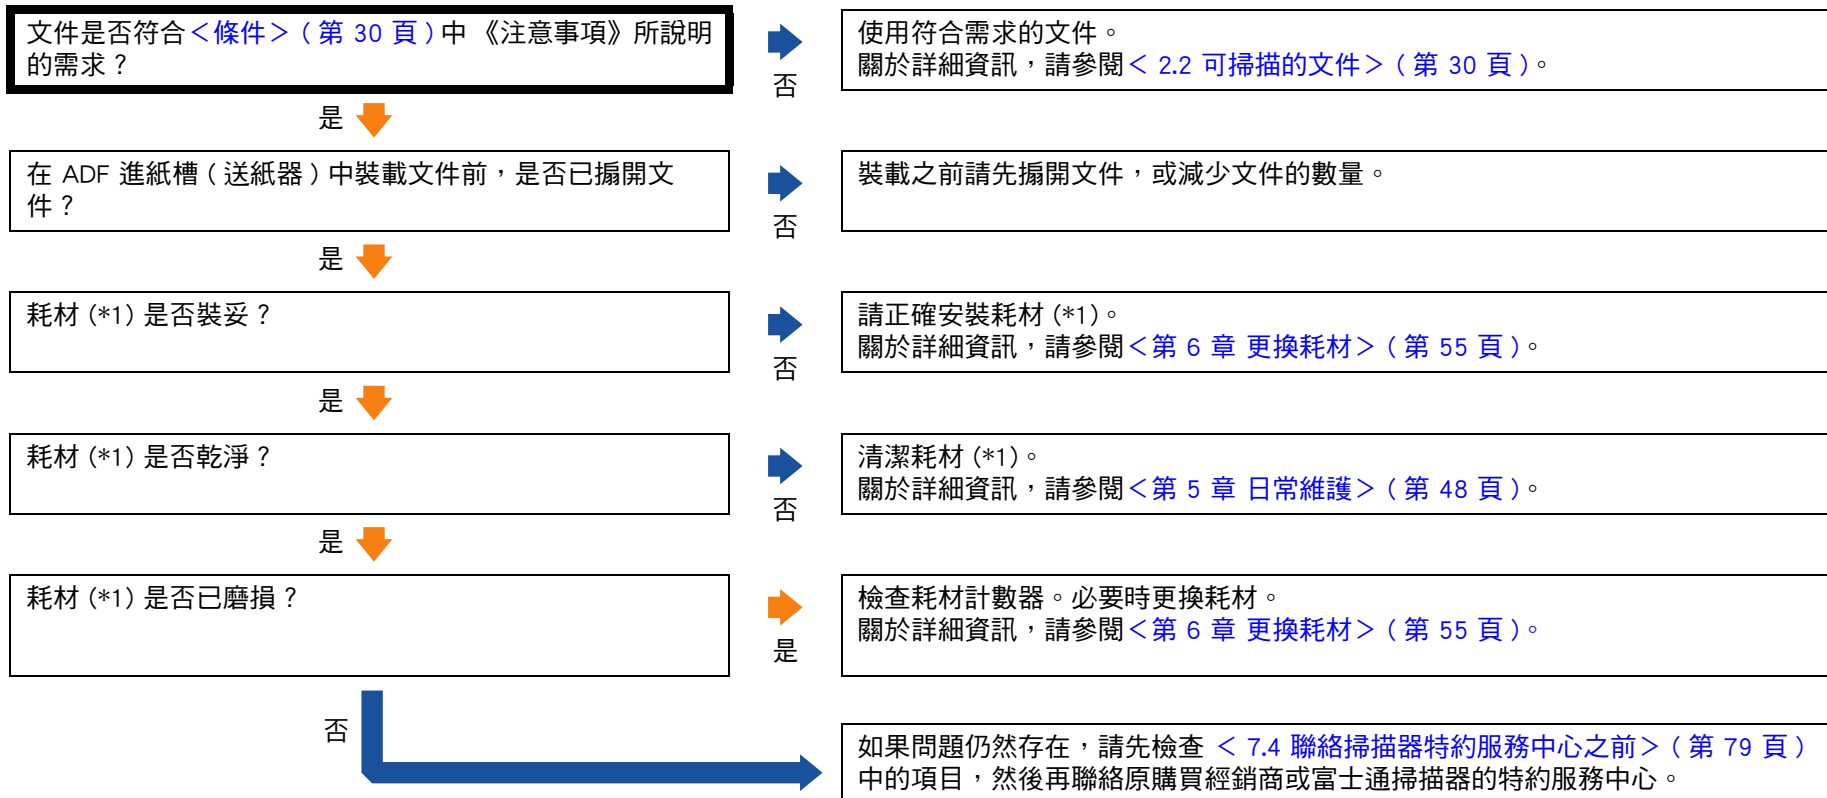 文件是否符合＜條件＞ ( 第 30 頁 ) 中 《注意事項》所說明
的需求？
否
使用符合需求的文件。
關於詳細資訊，請參閱＜ 2.2 可掃描的文件＞ ( 第 30 頁 )。
是
在 ADF 進紙槽 ( 送紙器 ) 中裝載文件前，是否已搧開文
件？
否
裝載之前請先搧開文件，或減少文件的數量。
是
耗材 (*1) 是否裝妥？
否
請正確安裝耗材 (*1)。
關於詳細資訊，請參閱＜第 6 章 更換耗材＞ ( 第 55 頁 )。
是
耗材 (*1) 是否乾淨？
否
清潔耗材 (*1)。
關於詳細資訊，請參閱＜第 5 章 日常維護＞ ( 第 48 頁 )。
是
耗材 (*1) 是否已磨損？
是
檢查耗材計數器。必要時更換耗材。
關於詳細資訊，請參閱＜第 6 章 更換耗材＞ ( 第 55 頁 )。
否
如果問題仍然存在，請先檢查 ＜ 7.4 聯絡掃描器特約服務中心之前＞ ( 第 79 頁 )
中的項目，然後再聯絡原購買經銷商或富士通掃描器的特約服務中心。